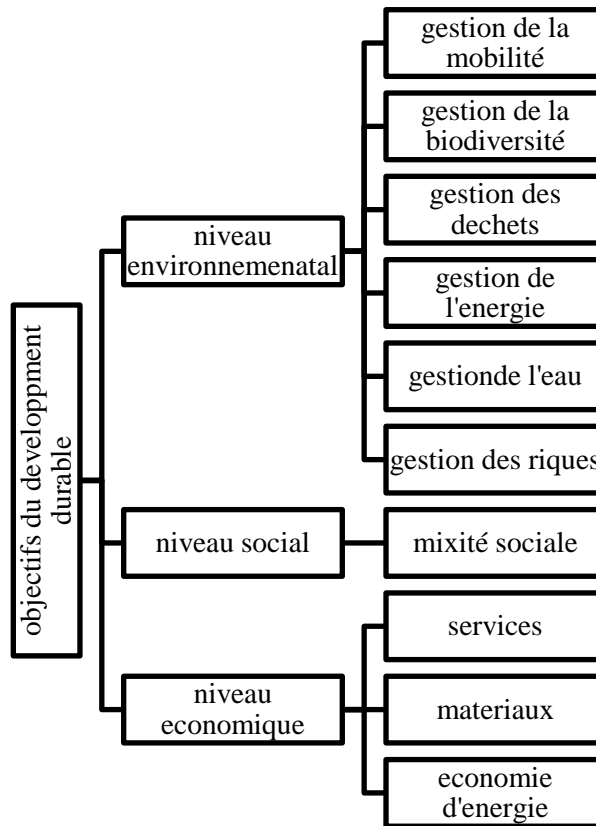 objectifs du developpment
durable
niveau
environnemenatal
gestion de la
mobilité
gestion de la
biodiversité
gestion des
dechets
gestion de
l'energie
gestionde l'eau
gestion des riques
niveau social
mixité sociale
niveau
economique
services
materiaux
economie
d'energie